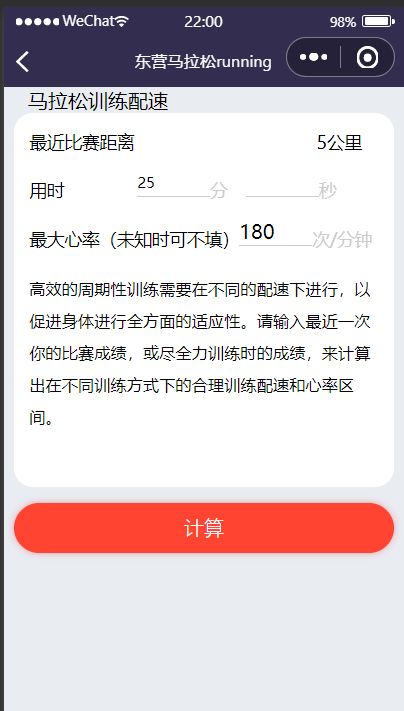 WeChat 22:00 98%
东营马拉松running
马拉松训练配速
最近比赛距离 5公里
用时 25 分 秒
最大心率（未知时可不填） 180 次/分钟
高效的周期性训练需要在不同的配速下进行，以
促进身体进行全方面的适应性。请输入最近一次
你的比赛成绩，或尽全力训练时的成绩，来计算
出在不同训练方式下的合理训练配速和心率区
间。
计算